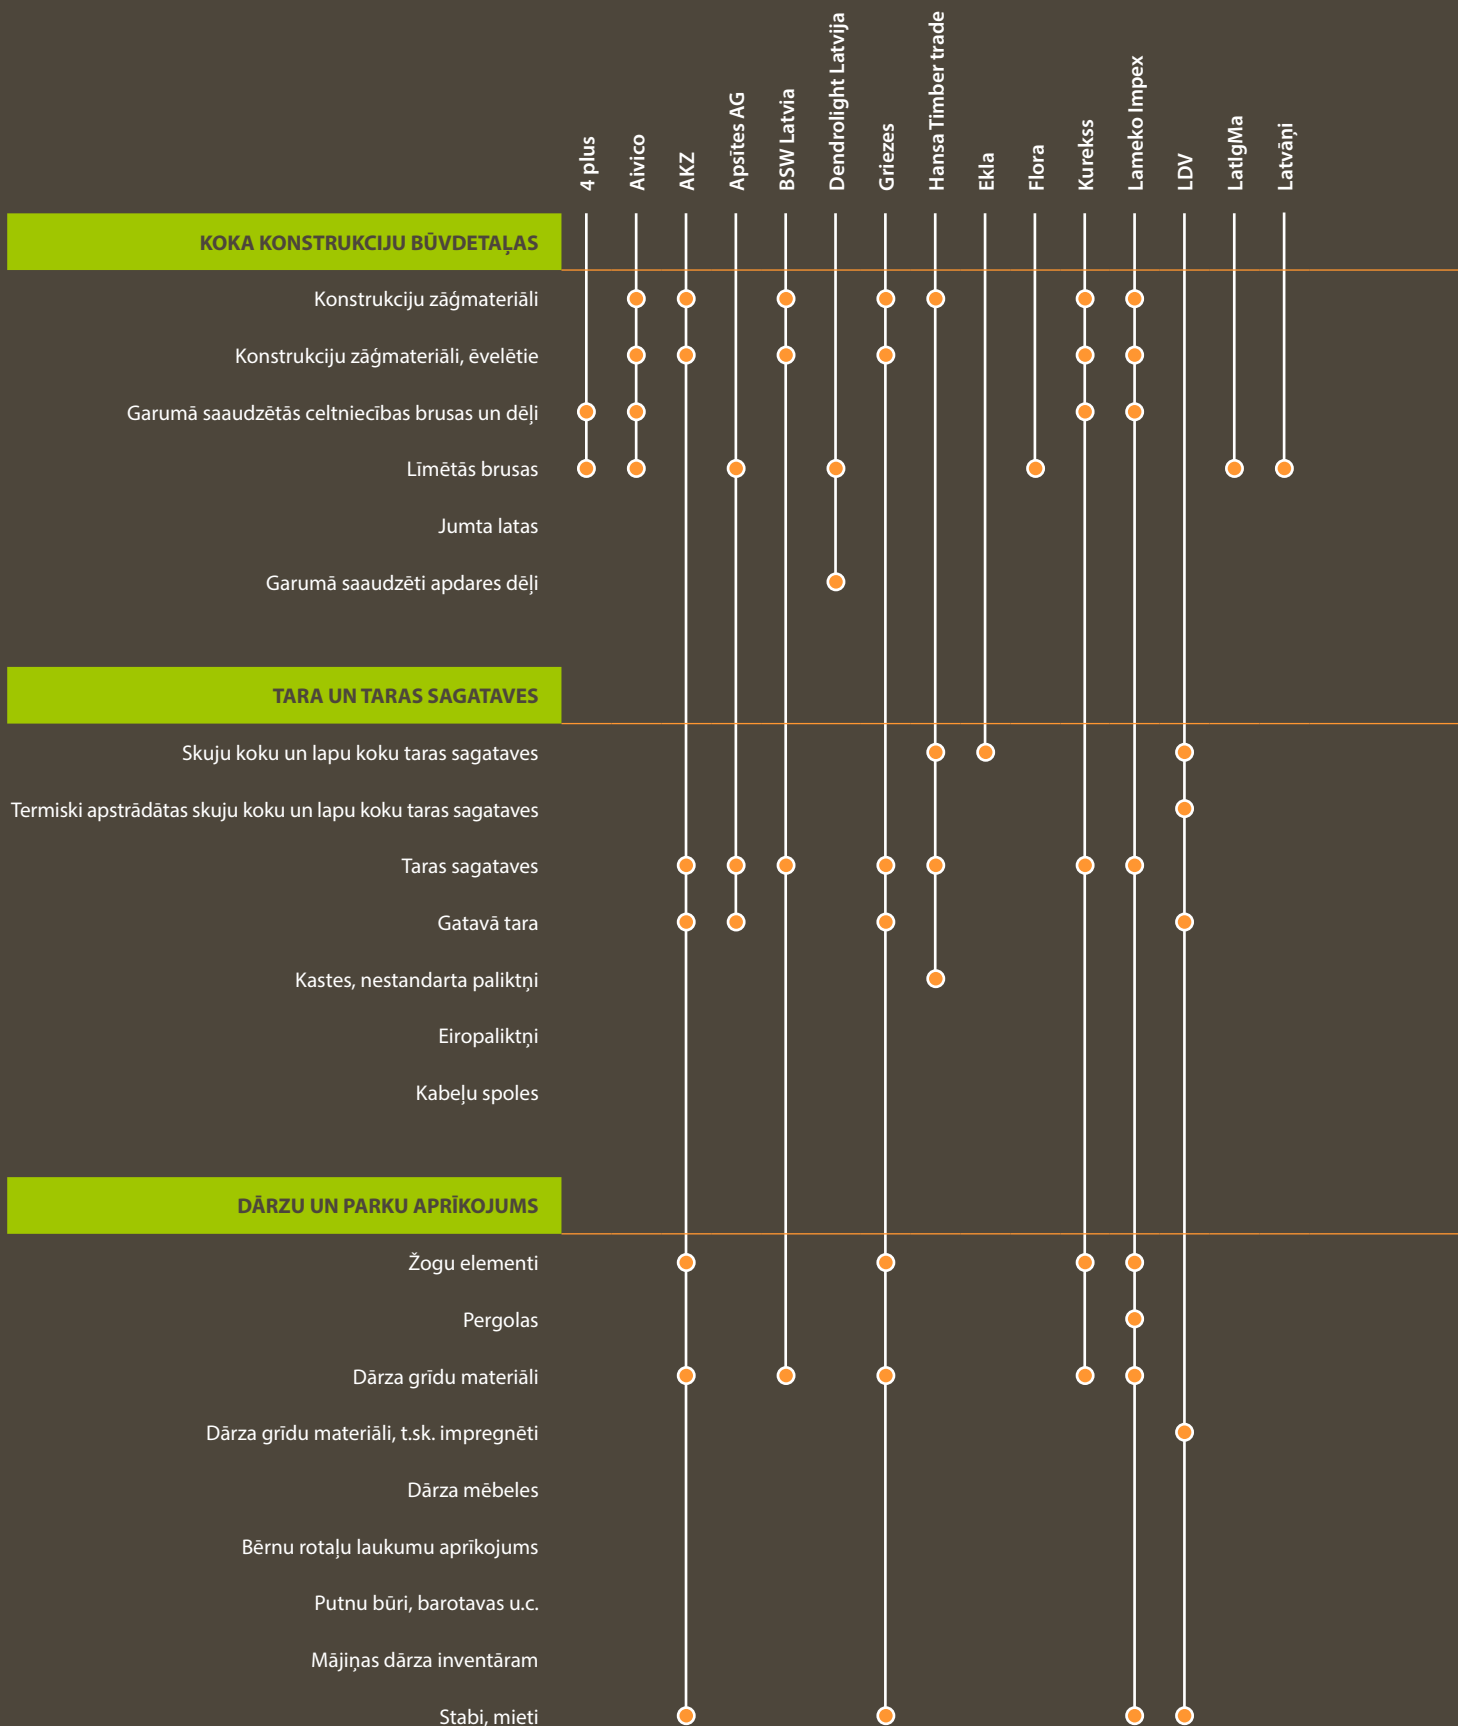 4 plus
Aivico
AKZ
Apsītes AG
BSW Latvia
Dendrolight Latvija
Griezes
Hansa Timber trade
Ekla
Flora
Kurekss
Lameko Impex
LDV
LatIgMa
Latvāņi
KOKA KONSTRUKCIJU BŪVDETAĻAS
Konstrukciju zāģmateriāli
Konstrukciju zāģmateriāli, ēvelētie
Garumā saaudzētās celtniecības brusas un dēļi
Līmētās brusas
Jumta latas
Garumā saaudzēti apdares dēļi
TARA UN TARAS SAGATAVES
Skuju koku un lapu koku taras sagataves
Termiski apstrādātas skuju koku un lapu koku taras sagataves
Taras sagataves
Gatavā tara
Kastes, nestandarta paliktņi
Eiropaliktņi
Kabeļu spoles
DĀRZU UN PARKU APRĪKOJUMS
Žogu elementi
Pergolas
Dārza grīdu materiāli
Dārza grīdu materiāli, t.sk. impregnēti
Dārza mēbeles
Bērnu rotaļu laukumu aprīkojums
Putnu būri, barotavas u.c.
Mājiņas dārza inventāram
Stabi, mieti